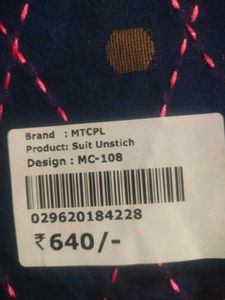 Brand : MTCPL
Product: Suit Unstich
Design : MC-108
029620184228
₹640/-